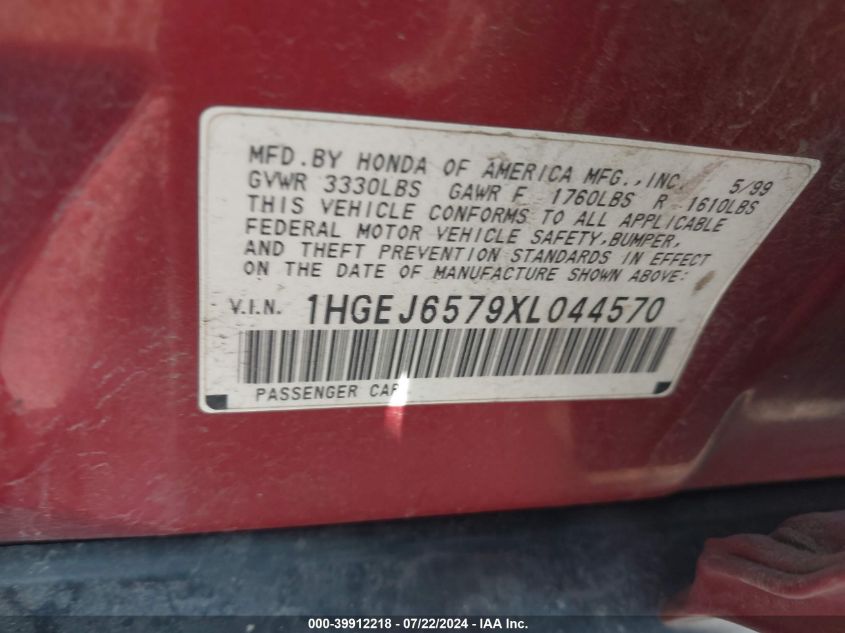 MFD. BY HONDA OF AMERICA MFG., INC. 5/99
GVWR 3330LBS GAWR F 1760LBS R 1610LBS
THIS VEHICLE CONFORMS TO ALL APPLICABLE
FEDERAL MOTOR VEHICLE SAFETY, BUMPER,
AND THEFT PREVENTION STANDARDS IN EFFECT
ON THE DATE OF MANUFACTURE SHOWN ABOVE:
V.I.N. 1HGEJ6579XL044570
PASSENGER CAR
000-39912218 - 07/22/2024 - IAA Inc.